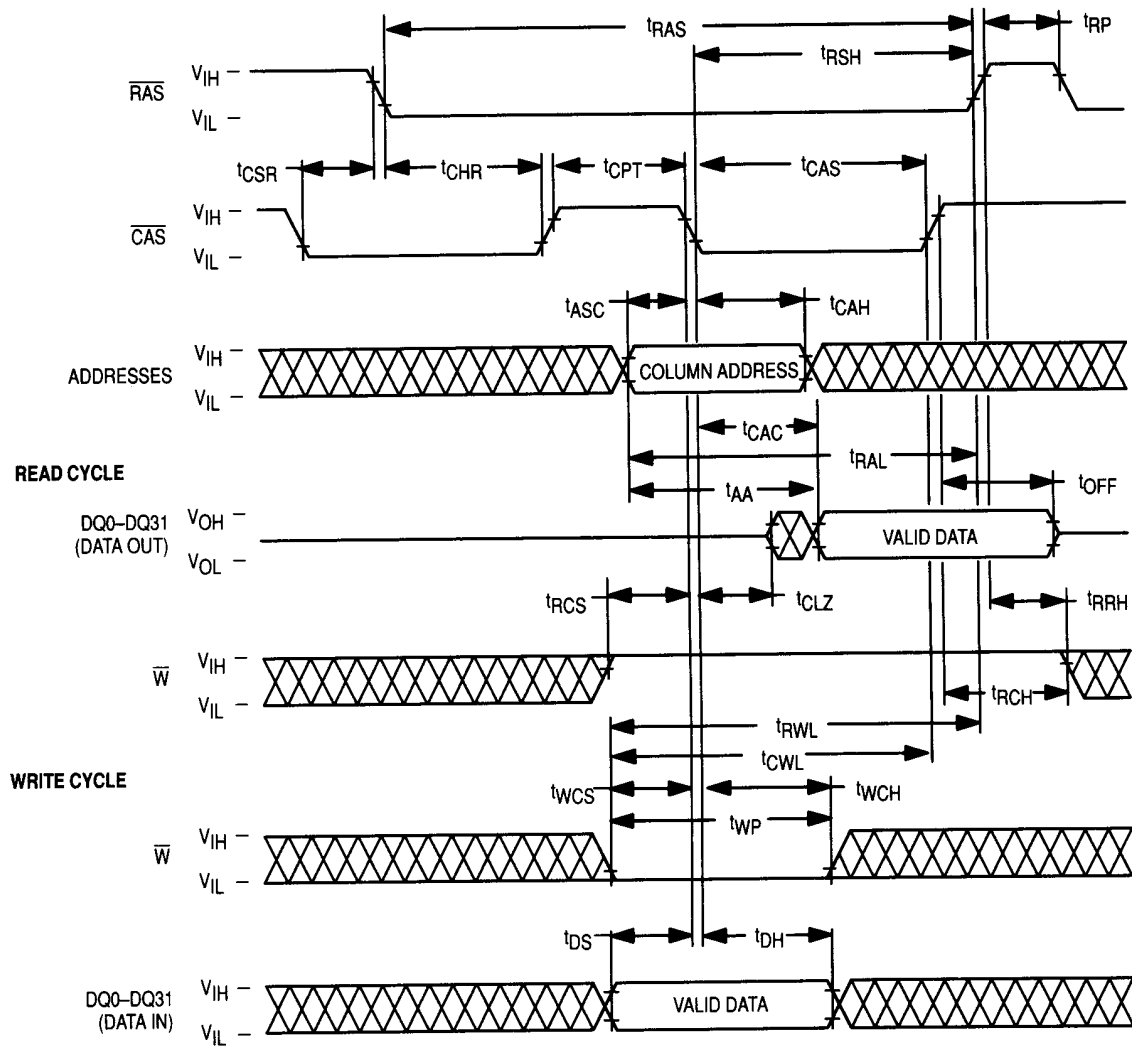 tRAS
tRP
tRSH
RAS
VIH –
VIL –
tCSR
tCHR
tCPT
tCAS
CAS
VIH –
VIL –
tASC
tCAH
ADDRESSES
VIH –
COLUMN ADDRESS
VIL –
tCAC
tRAL
READ CYCLE
tAA
tOFF
DQ0–DQ31
(DATA OUT)
VOH –
VALID DATA
VOL –
tRCS
tCLZ
tRRH
W
VIH –
VIL –
tRCH
tRWL
tCWL
WRITE CYCLE
tWCS
tWCH
tWP
W
VIH –
VIL –
tDS
tDH
DQ0–DQ31
(DATA IN)
VIH –
VALID DATA
VIL –